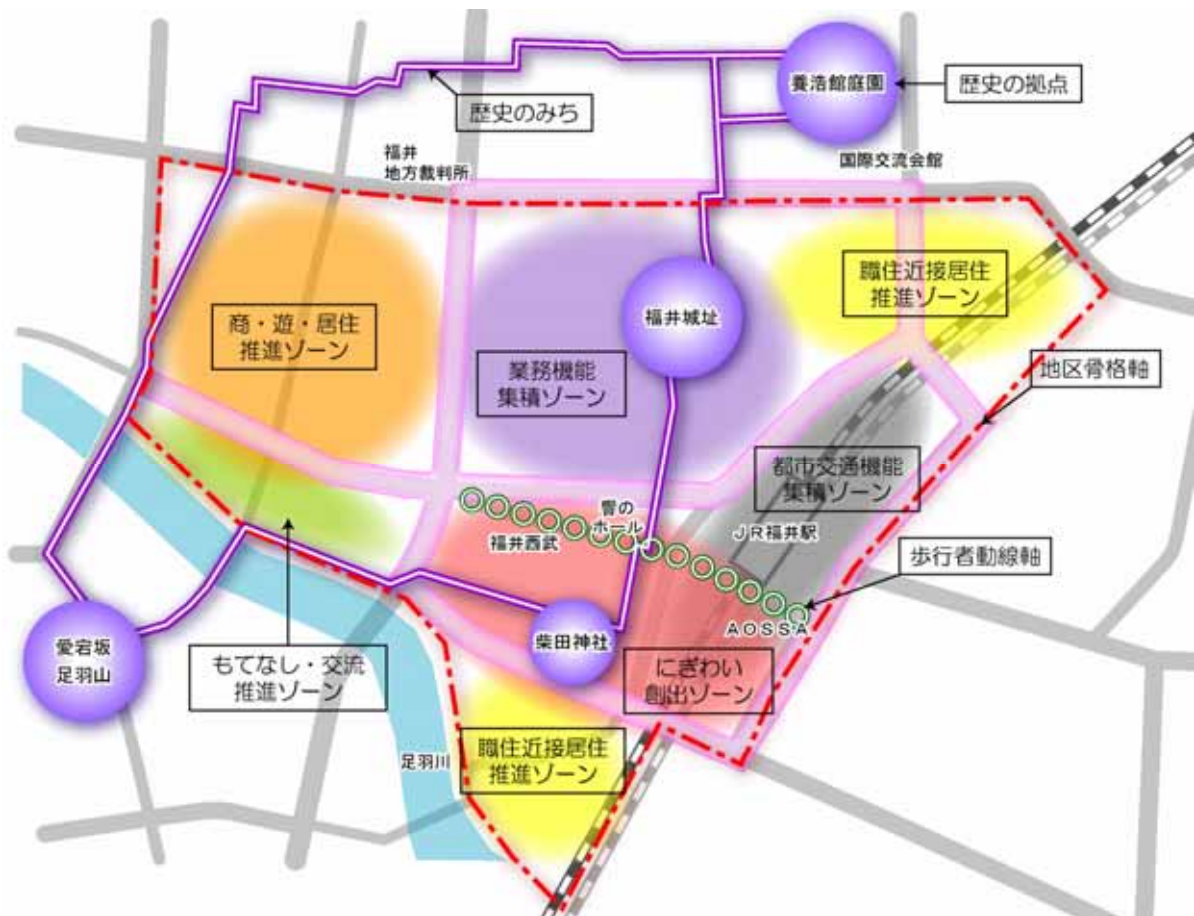 養浩館庭園
歴史の拠点
歴史のみち
福井
地方裁判所
国際交流会館
職住近接居住
推進ゾーン
商・遊・居住
推進ゾーン
福井城址
業務機能
集積ゾーン
地区骨格軸
都市交通機能
集積ゾーン
響の
ホール
福井西武
JR福井駅
歩行者動線軸
AOSSA
愛宕坂
足羽山
もてなし・交流
推進ゾーン
柴田神社
にぎわい
創出ゾーン
足羽川
職住近接居住
推進ゾーン